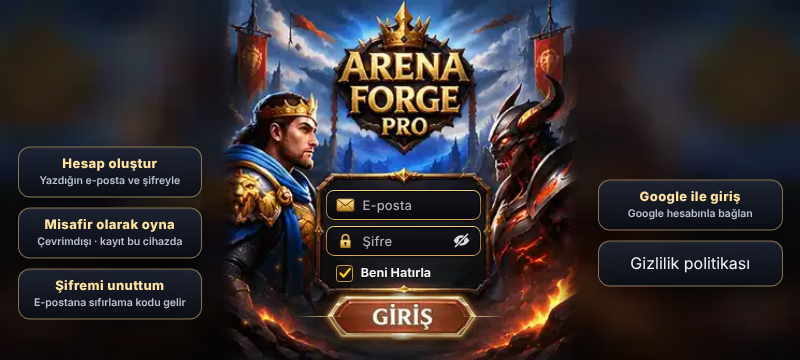 ARENA
FORGE
PRO
Hesap oluştur
Yazdığın e-posta ve şifreyle
Misafir olarak oyna
Çevrimdışı · kayıt bu cihazda
Şifremi unuttum
E-postana sıfırlama kodu gelir
E-posta
Şifre
Beni Hatırla
GİRİŞ
Google ile giriş
Google hesabınla bağlan
Gizlilik politikası